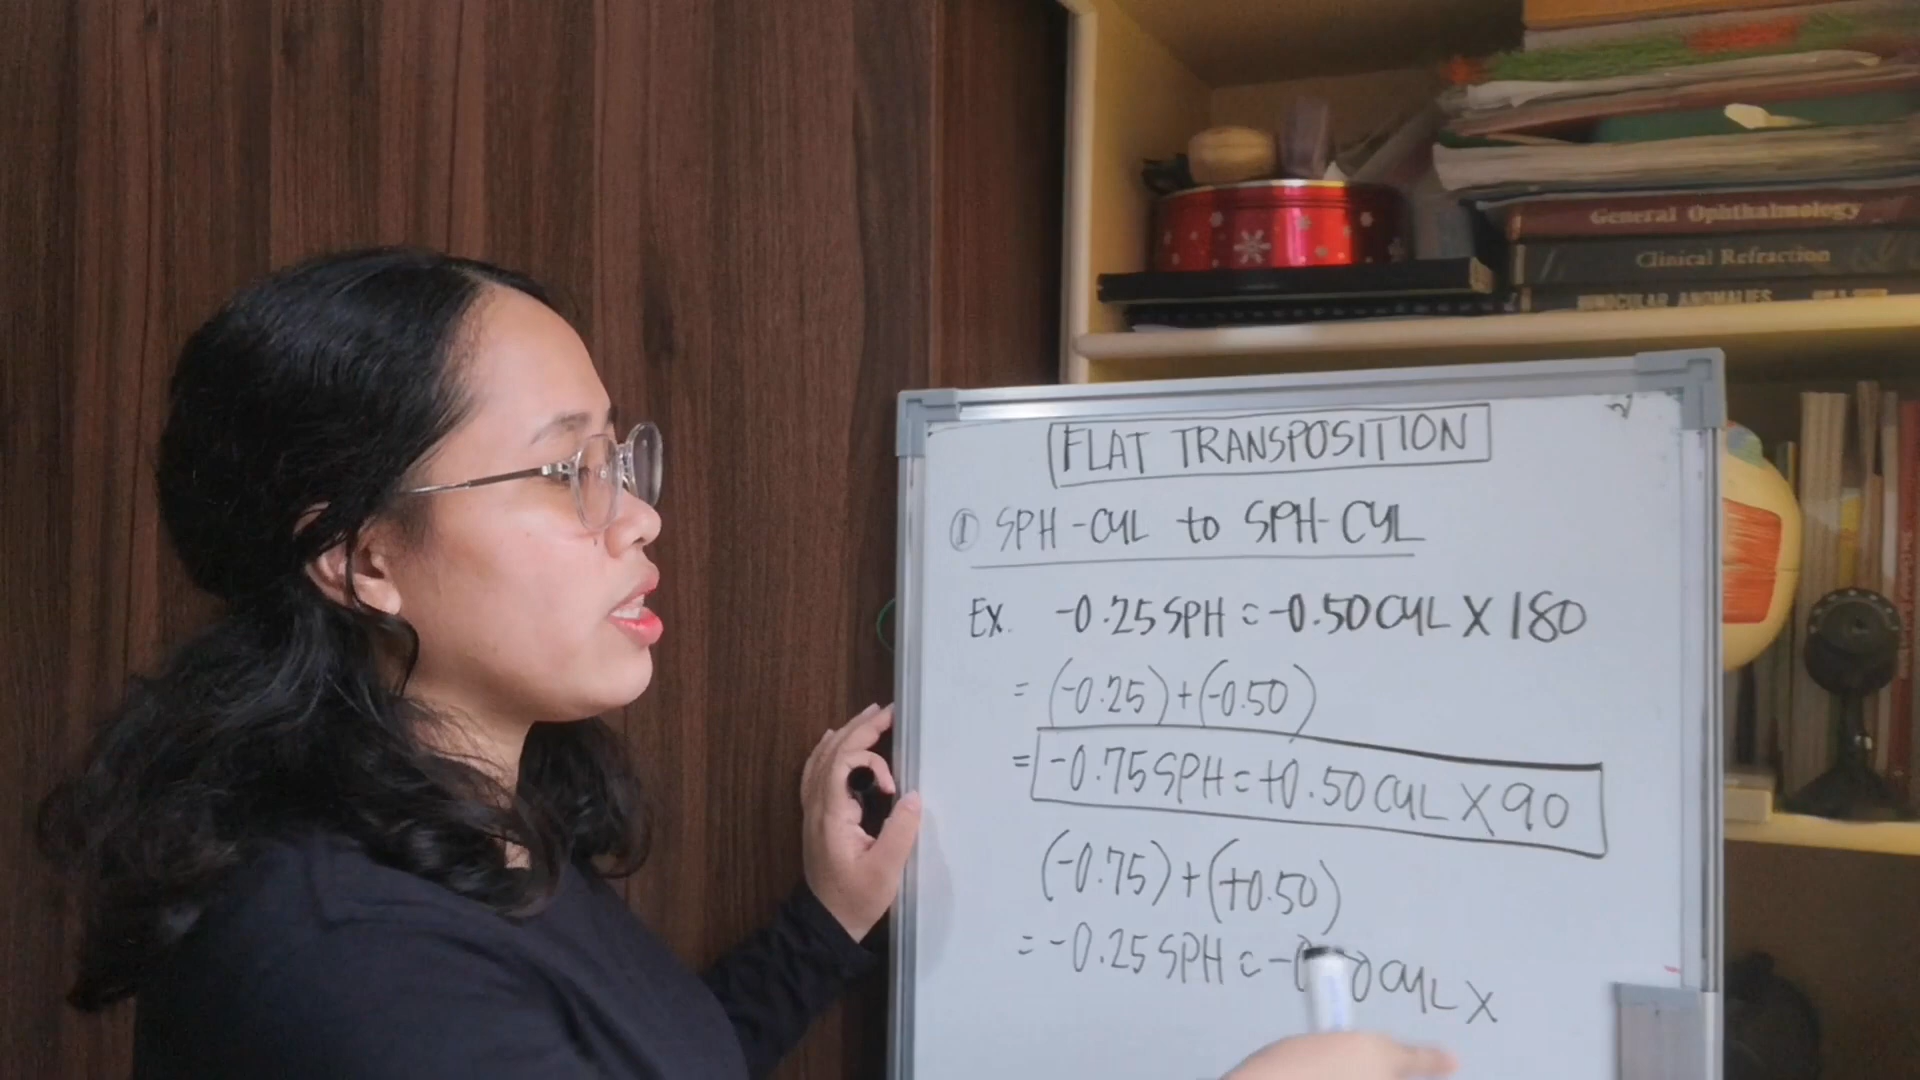 General Ophthalmology
Clinical Refraction
BINOCULAR ANOMALIES
FLAT TRANSPOSITION
① SPH-CYL to SPH-CYL
Ex. -0.25 SPH = -0.50 CYL X 180
= (-0.25) + (-0.50)
= -0.75 SPH = +0.50 CYL X 90
(-0.75) + (+0.50)
= -0.25 SPH = CYL X